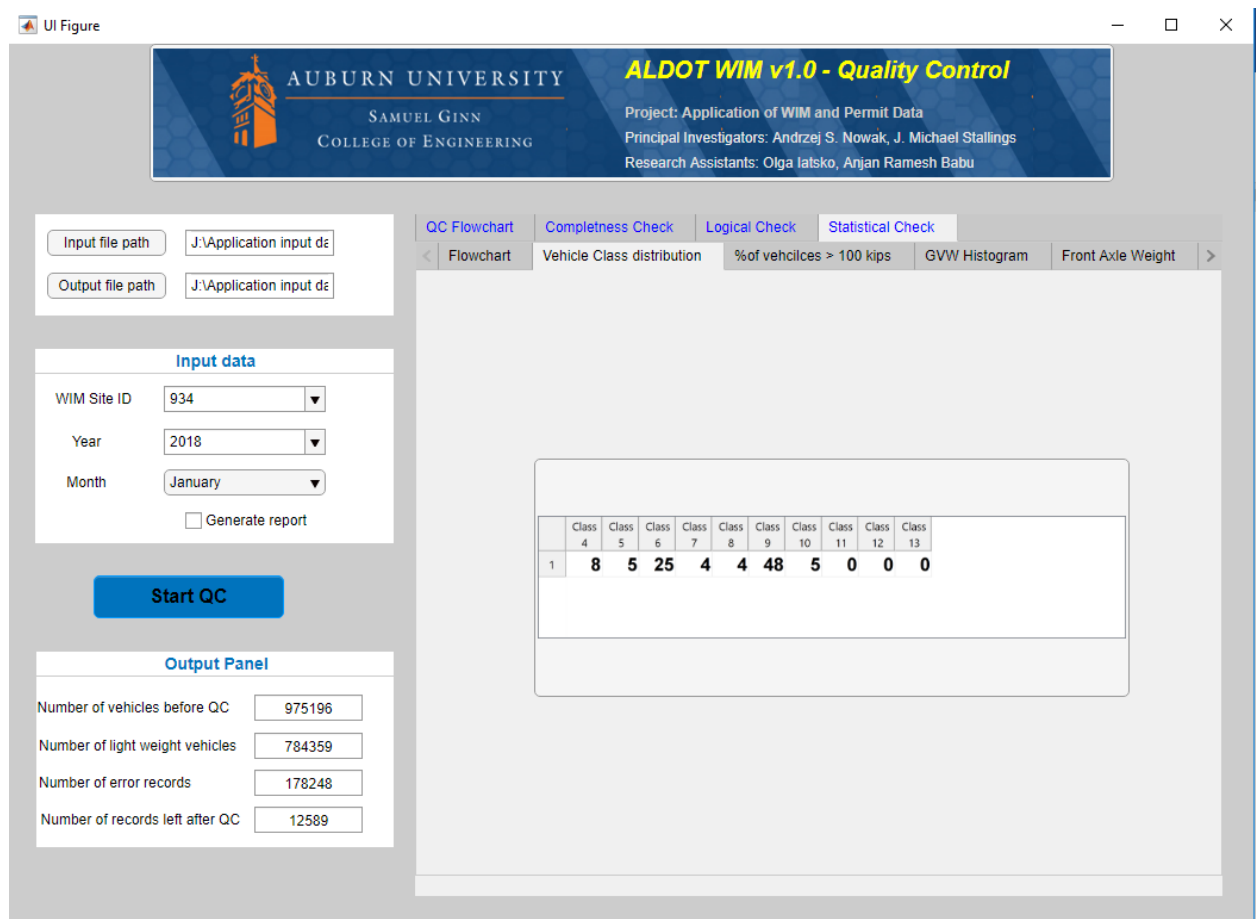 UI Figure
AUBURN UNIVERSITY
SAMUEL GINN
COLLEGE OF ENGINEERING
ALDOT WIM v1.0 - Quality Control
Project: Application of WIM and Permit Data
Principal Investigators: Andrzej S. Nowak, J. Michael Stallings
Research Assistants: Olga Iatsko, Anjan Ramesh Babu
Input file path J:\Application input da
Output file path J:\Application input da
Input data
WIM Site ID 934
Year 2018
Month January
Generate report
Start QC
Output Panel
Number of vehicles before QC 975196
Number of light weight vehicles 784359
Number of error records 178248
Number of records left after QC 12589
QC Flowchart Completness Check Logical Check Statistical Check
< Flowchart Vehicle Class distribution %of vehcilces > 100 kips GVW Histogram Front Axle Weight >
Class Class Class Class Class Class Class Class Class Class
4 5 6 7 8 9 10 11 12 13
1 8 5 25 4 4 48 5 0 0 0